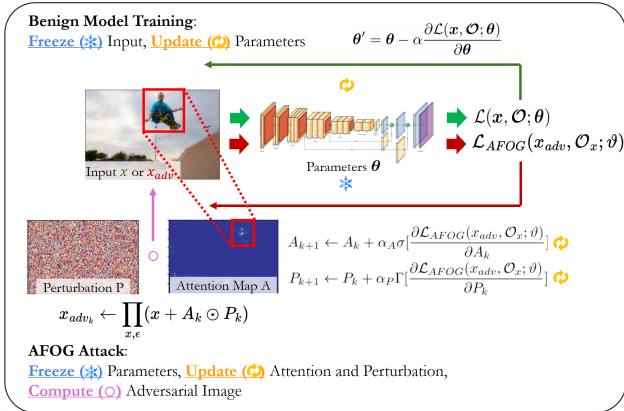 Benign Model Training:
Freeze (❄) Input, Update (🔄) Parameters
θ′ = θ − α ∂L(x, O; θ) / ∂θ
L(x, O; θ)
L_AFOG(x_adv, O_x; ϑ)
Parameters θ
Input x or x_adv
A_{k+1} ← A_k + α_A σ[∂L_AFOG(x_adv, O_x; ϑ) / ∂A_k]
P_{k+1} ← P_k + α_P Γ[∂L_AFOG(x_adv, O_x; ϑ) / ∂P_k]
Perturbation P
Attention Map A
x_{adv_k} ← ∏_{x,ϵ}(x + A_k ⊙ P_k)
AFOG Attack:
Freeze (❄) Parameters, Update (🔄) Attention and Perturbation,
Compute (○) Adversarial Image